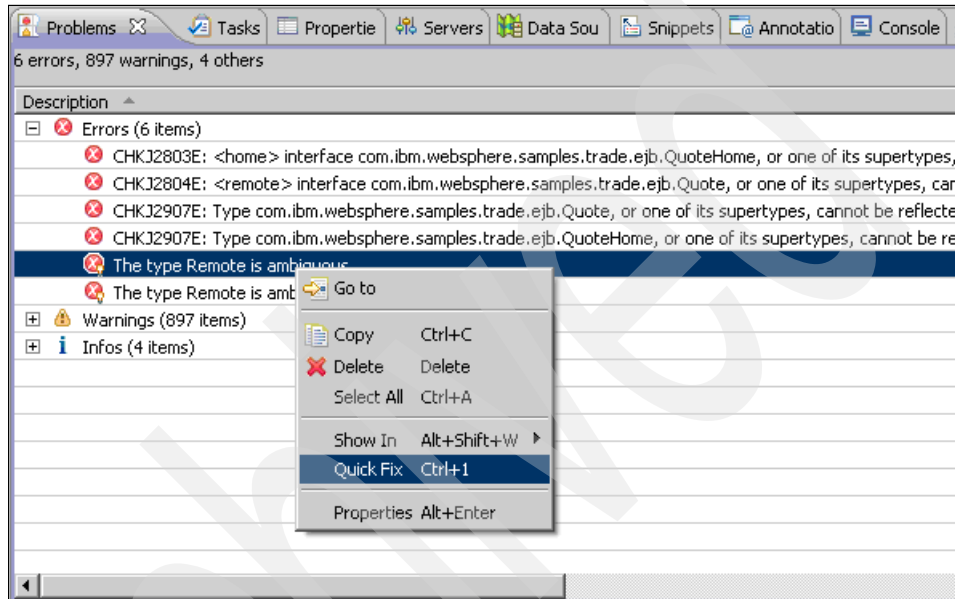 Problems Tasks Propertie Servers Data Sou Snippets Annotatio Console
6 errors, 897 warnings, 4 others
Description
Errors (6 items)
CHKJ2803E: <home> interface com.ibm.websphere.samples.trade.ejb.QuoteHome, or one of its supertypes,
CHKJ2804E: <remote> interface com.ibm.websphere.samples.trade.ejb.Quote, or one of its supertypes, can
CHKJ2907E: Type com.ibm.websphere.samples.trade.ejb.Quote, or one of its supertypes, cannot be reflecte
CHKJ2907E: Type com.ibm.websphere.samples.trade.ejb.QuoteHome, or one of its supertypes, cannot be re
The type Remote is ambiguous
The type Remote is amb
Warnings (897 items)
Infos (4 items)
Go to
Copy Ctrl+C
Delete Delete
Select All Ctrl+A
Show In Alt+Shift+W
Quick Fix Ctrl+1
Properties Alt+Enter